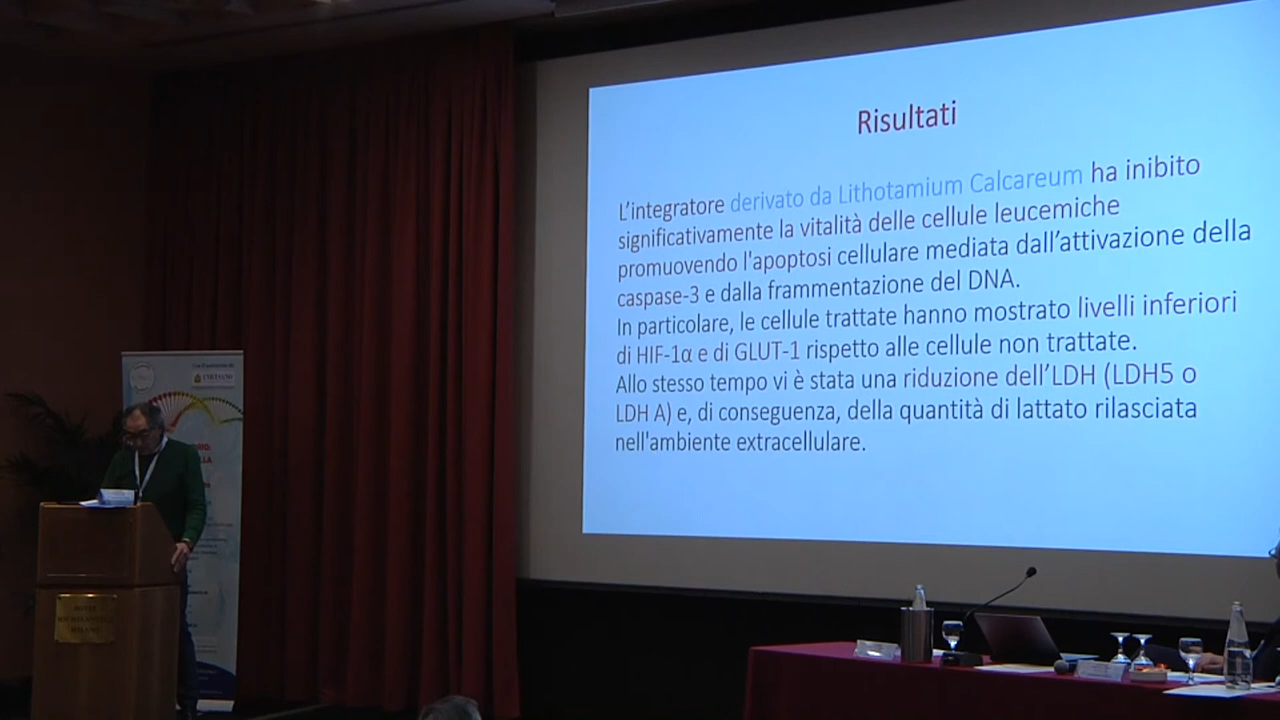 Risultati
L'integratore derivato da Lithotamium Calcareum ha inibito
significativamente la vitalità delle cellule leucemiche
promuovendo l'apoptosi cellulare mediata dall'attivazione della
caspase-3 e dalla frammentazione del DNA.
In particolare, le cellule trattate hanno mostrato livelli inferiori
di HIF-1α e di GLUT-1 rispetto alle cellule non trattate.
Allo stesso tempo vi è stata una riduzione dell'LDH (LDH5 o
LDH A) e, di conseguenza, della quantità di lattato rilasciata
nell'ambiente extracellulare.